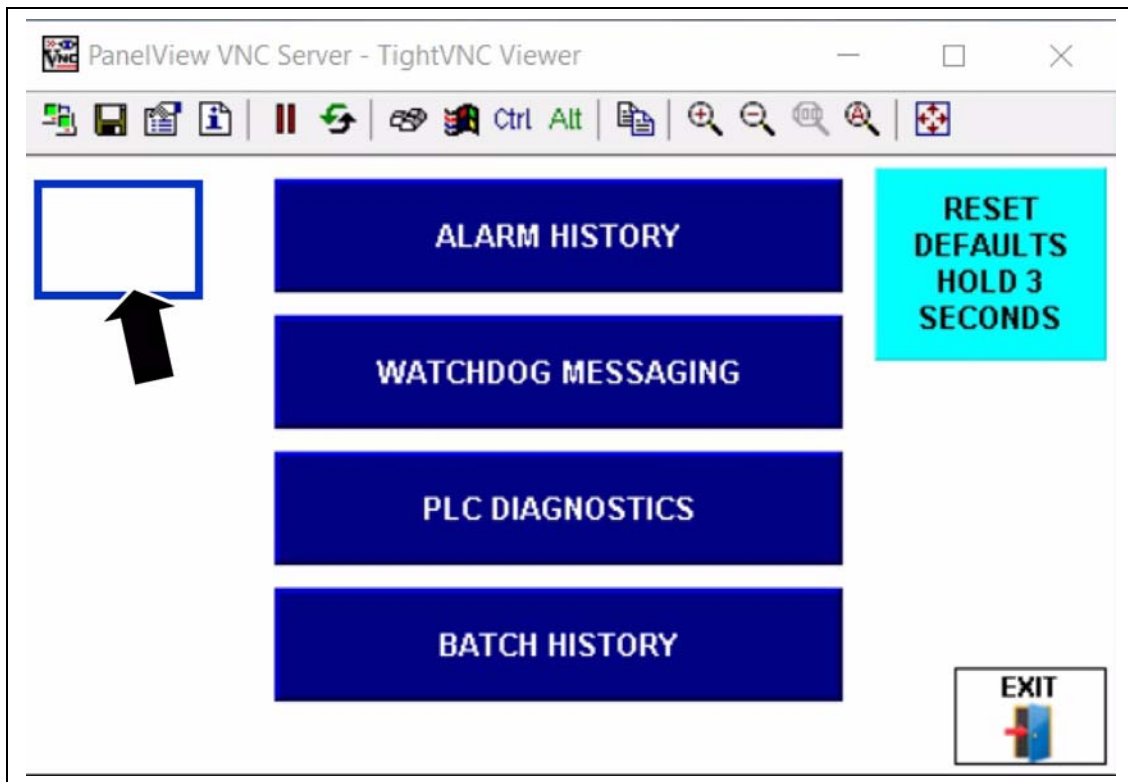 PanelView VNC Server - TightVNC Viewer
Ctrl Alt
ALARM HISTORY
RESET
DEFAULTS
HOLD 3
SECONDS
WATCHDOG MESSAGING
PLC DIAGNOSTICS
BATCH HISTORY
EXIT